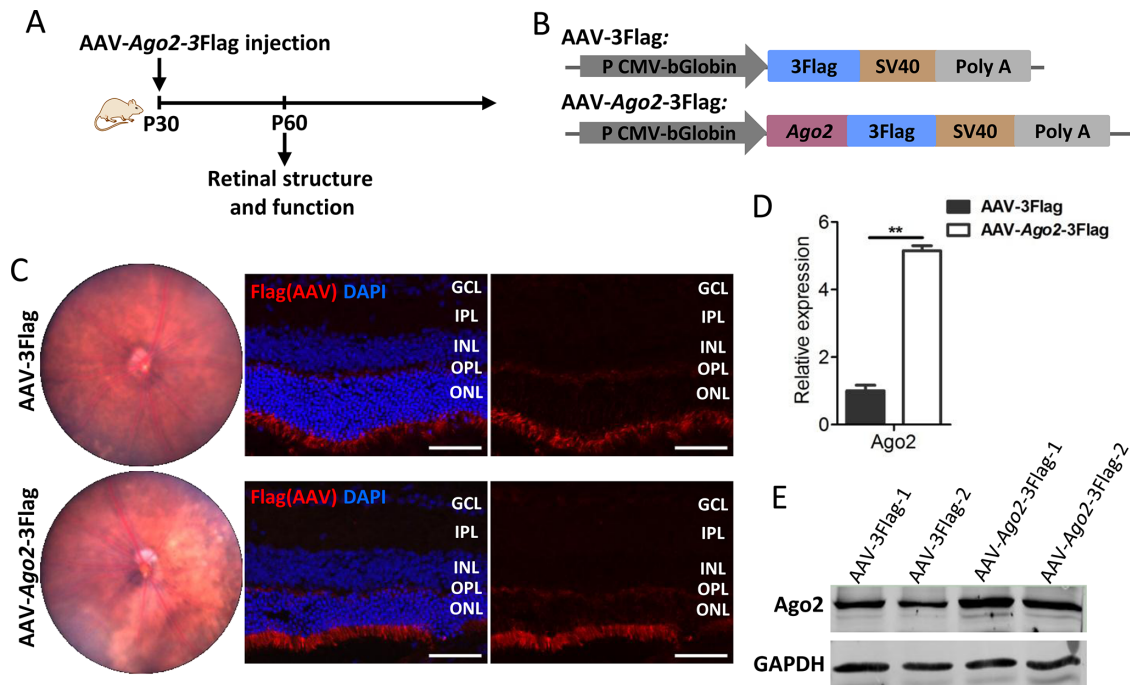 A
AAV-Ago2-3Flag injection
P30
P60
Retinal structure
and function
B
AAV-3Flag:
P CMV-bGlobin 3Flag SV40 Poly A
AAV-Ago2-3Flag:
P CMV-bGlobin Ago2 3Flag SV40 Poly A
C
AAV-3Flag
Flag(AAV) DAPI
GCL
IPL
INL
OPL
ONL
GCL
IPL
INL
OPL
ONL
AAV-Ago2-3Flag
Flag(AAV) DAPI
GCL
IPL
INL
OPL
ONL
GCL
IPL
INL
OPL
ONL
D
AAV-3Flag
AAV-Ago2-3Flag
Relative expression
6
4
2
0
**
Ago2
E
AAV-3Flag-1
AAV-3Flag-2
AAV-Ago2-3Flag-1
AAV-Ago2-3Flag-2
Ago2
GAPDH